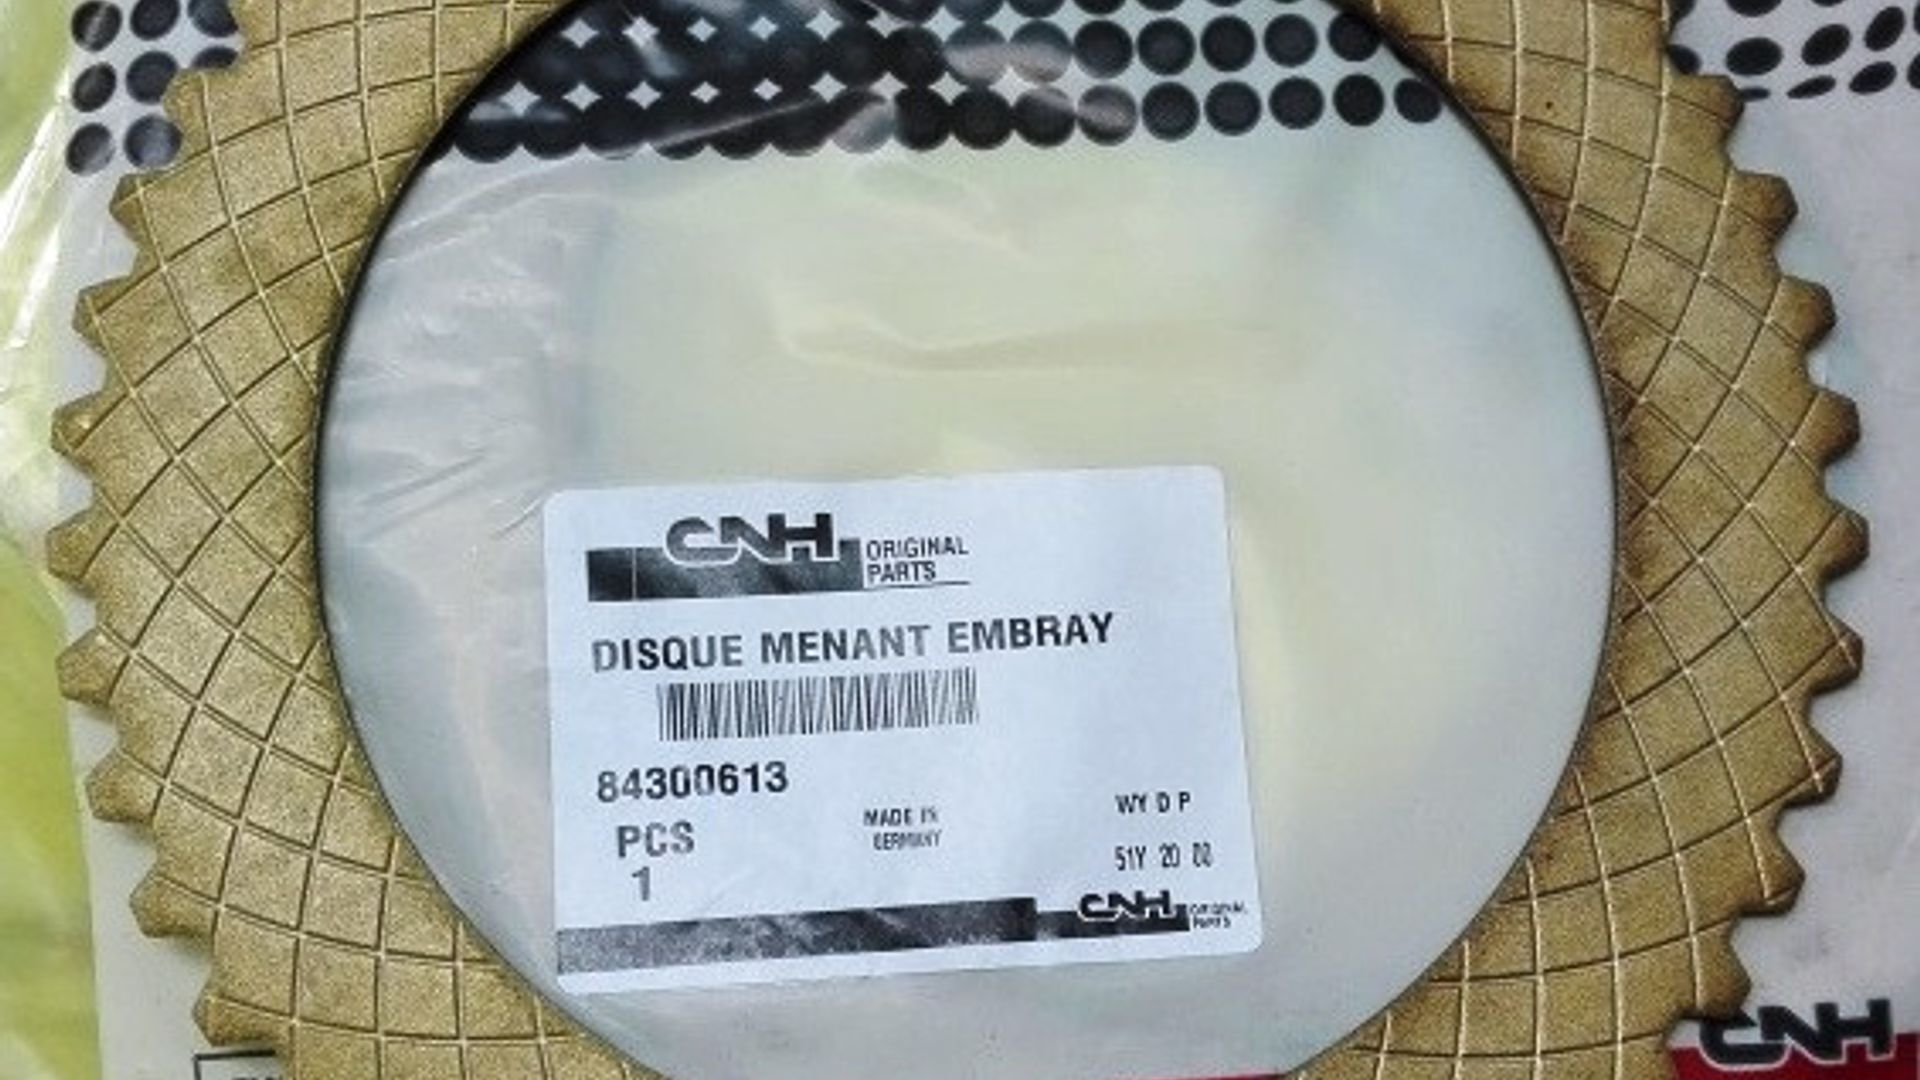 CNH ORIGINAL
PARTS
DISQUE MENANT EMBRAY
84300613
PCS
1
MADE IN
GERMANY
WY D P
51Y 20
CNH ORIGINAL
PARTS
CNH